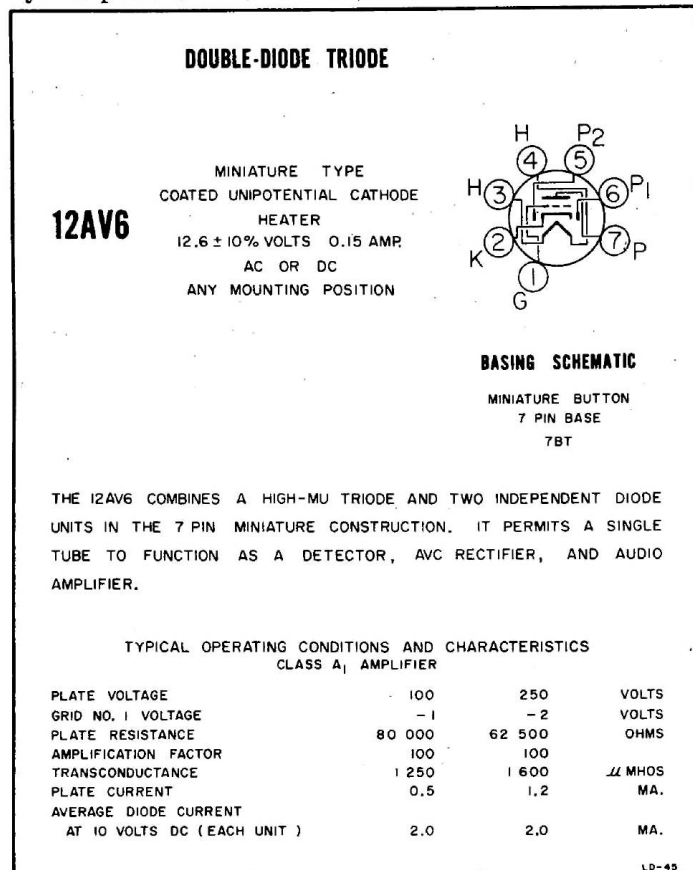 DOUBLE-DIODE TRIODE
12AV6
MINIATURE TYPE
COATED UNIPOTENTIAL CATHODE
HEATER
12.6 ± 10% VOLTS 0.15 AMP.
AC OR DC
ANY MOUNTING POSITION
H P2
4 5
H 3 6 P1
K 2 7 P
1
G
BASING SCHEMATIC
MINIATURE BUTTON
7 PIN BASE
7BT
THE 12AV6 COMBINES A HIGH-MU TRIODE AND TWO INDEPENDENT DIODE
UNITS IN THE 7 PIN MINIATURE CONSTRUCTION. IT PERMITS A SINGLE
TUBE TO FUNCTION AS A DETECTOR, AVC RECTIFIER, AND AUDIO
AMPLIFIER.
TYPICAL OPERATING CONDITIONS AND CHARACTERISTICS
CLASS A1 AMPLIFIER
PLATE VOLTAGE 100 250 VOLTS
GRID NO. 1 VOLTAGE -1 -2 VOLTS
PLATE RESISTANCE 80 000 62 500 OHMS
AMPLIFICATION FACTOR 100 100
TRANSCONDUCTANCE 1 250 1 600 µ MHOS
PLATE CURRENT 0.5 1.2 MA.
AVERAGE DIODE CURRENT
AT 10 VOLTS DC (EACH UNIT) 2.0 2.0 MA.
LD-45